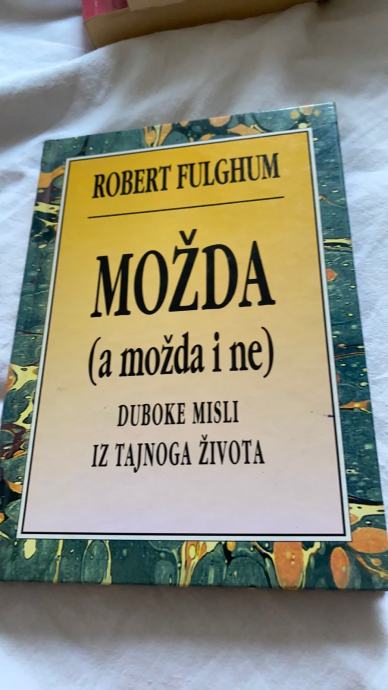 ROBERT FULGHUM
MOŽDA
(a možda i ne)
DUBOKE MISLI
IZ TAJNOGA ŽIVOTA